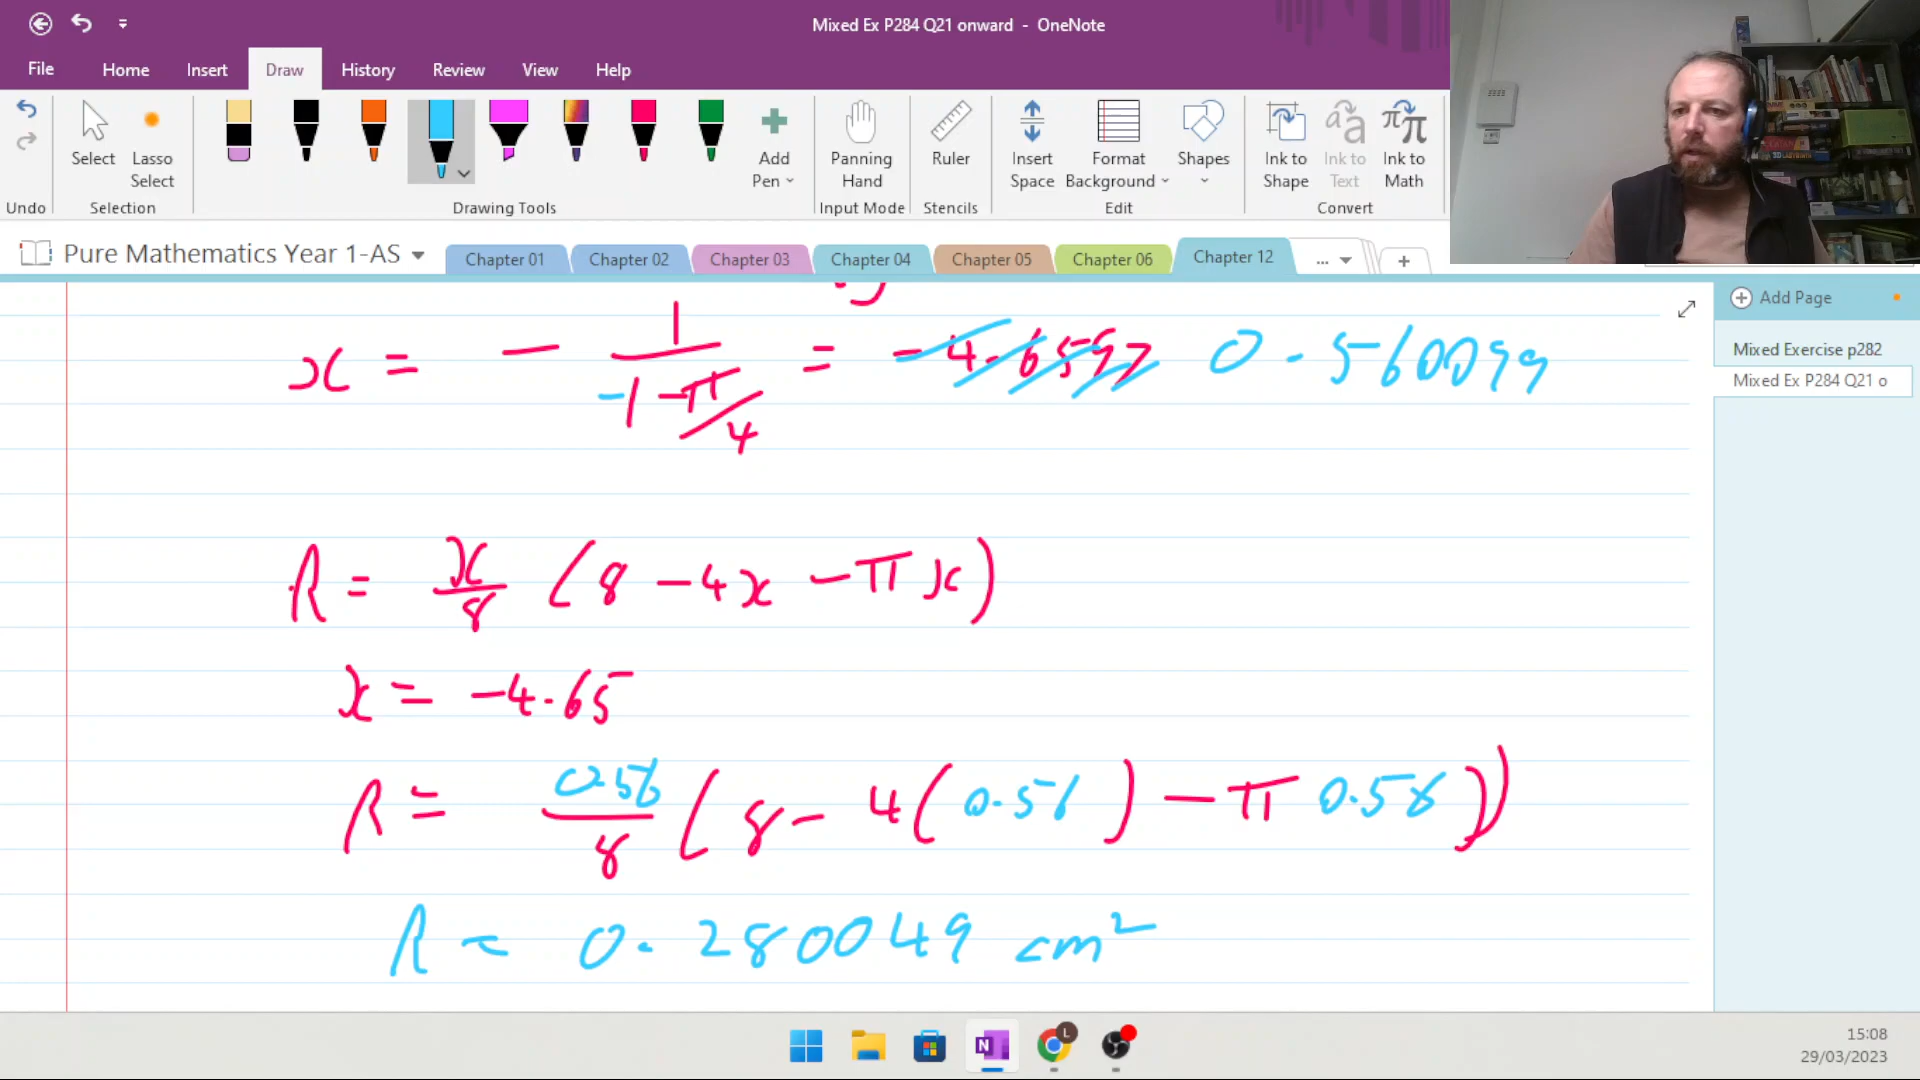 Mixed Ex P284 Q21 onward - OneNote
File Home Insert Draw History Review View Help
Select Lasso Select Add Pen Panning Hand Ruler Insert Space Format Background Shapes Ink to Shape Ink to Text Ink to Math
Undo Selection Drawing Tools Input Mode Stencils Edit Convert
Pure Mathematics Year 1-AS Chapter 01 Chapter 02 Chapter 03 Chapter 04 Chapter 05 Chapter 06 Chapter 12 ... +
Add Page
Mixed Exercise p282
Mixed Ex P284 Q21 o
x = - 1/(-1 - π/4) = -4.6597 0.560099
A = x/8 (8 - 4x - πx)
x = -4.65
A = 0.56/8 (8 - 4(0.56) - π 0.56))
A = 0.280049 cm²
L
N
15:08
29/03/2023